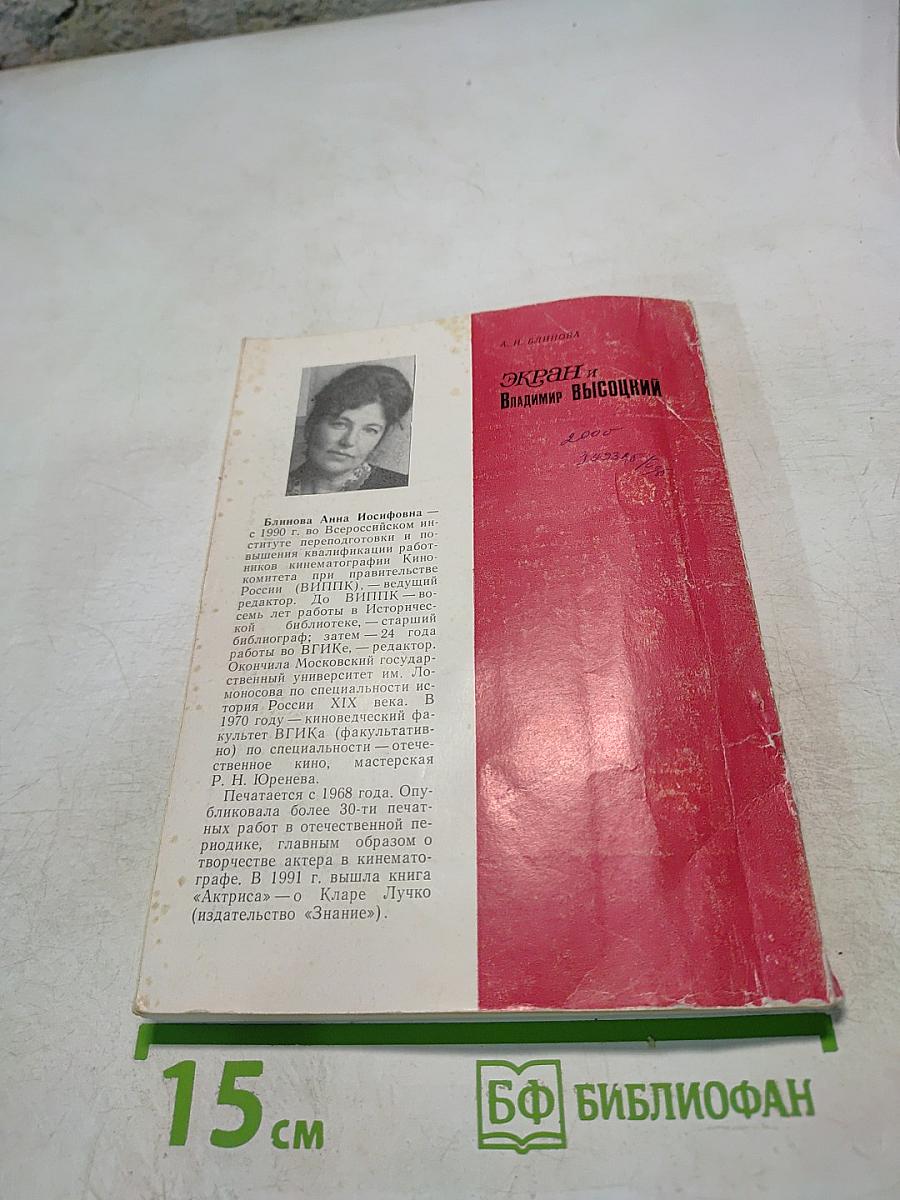 Блинова Анна Иосифовна —
с 1990 г. во Всероссийском ин-
ституте переподготовки и по-
вышения квалификации работ-
ников кинематографии Кино-
комитета при правительстве
России (ВИППК), — ведущий
редактор. До ВИППК — во-
семь лет работы в Историчес-
кой библиотеке, — старший
библиограф; затем — 24 года
работы во ВГИКе, — редактор.
Окончила Московский государ-
ственный университет им. Ло-
моносова по специальности ис-
тория России XIX века. В
1970 году — киноведческий фа-
культет ВГИКа (факультатив-
но) по специальности — отече-
ственное кино, мастерская
Р. Н. Юренева.
Печатается с 1968 года. Опу-
бликовала более 30-ти печат-
ных работ в отечественной пе-
риодике, главным образом о
творчестве актера в кинемато-
графе. В 1991 г. вышла книга
«Актриса» — о Кларе Лучко
(издательство «Знание»).
А. И. БЛИНОВА
ЭКРАН и
ВЛАДИМИР ВЫСОЦКИЙ
2000
15 см
БФ БИБЛИОФАН